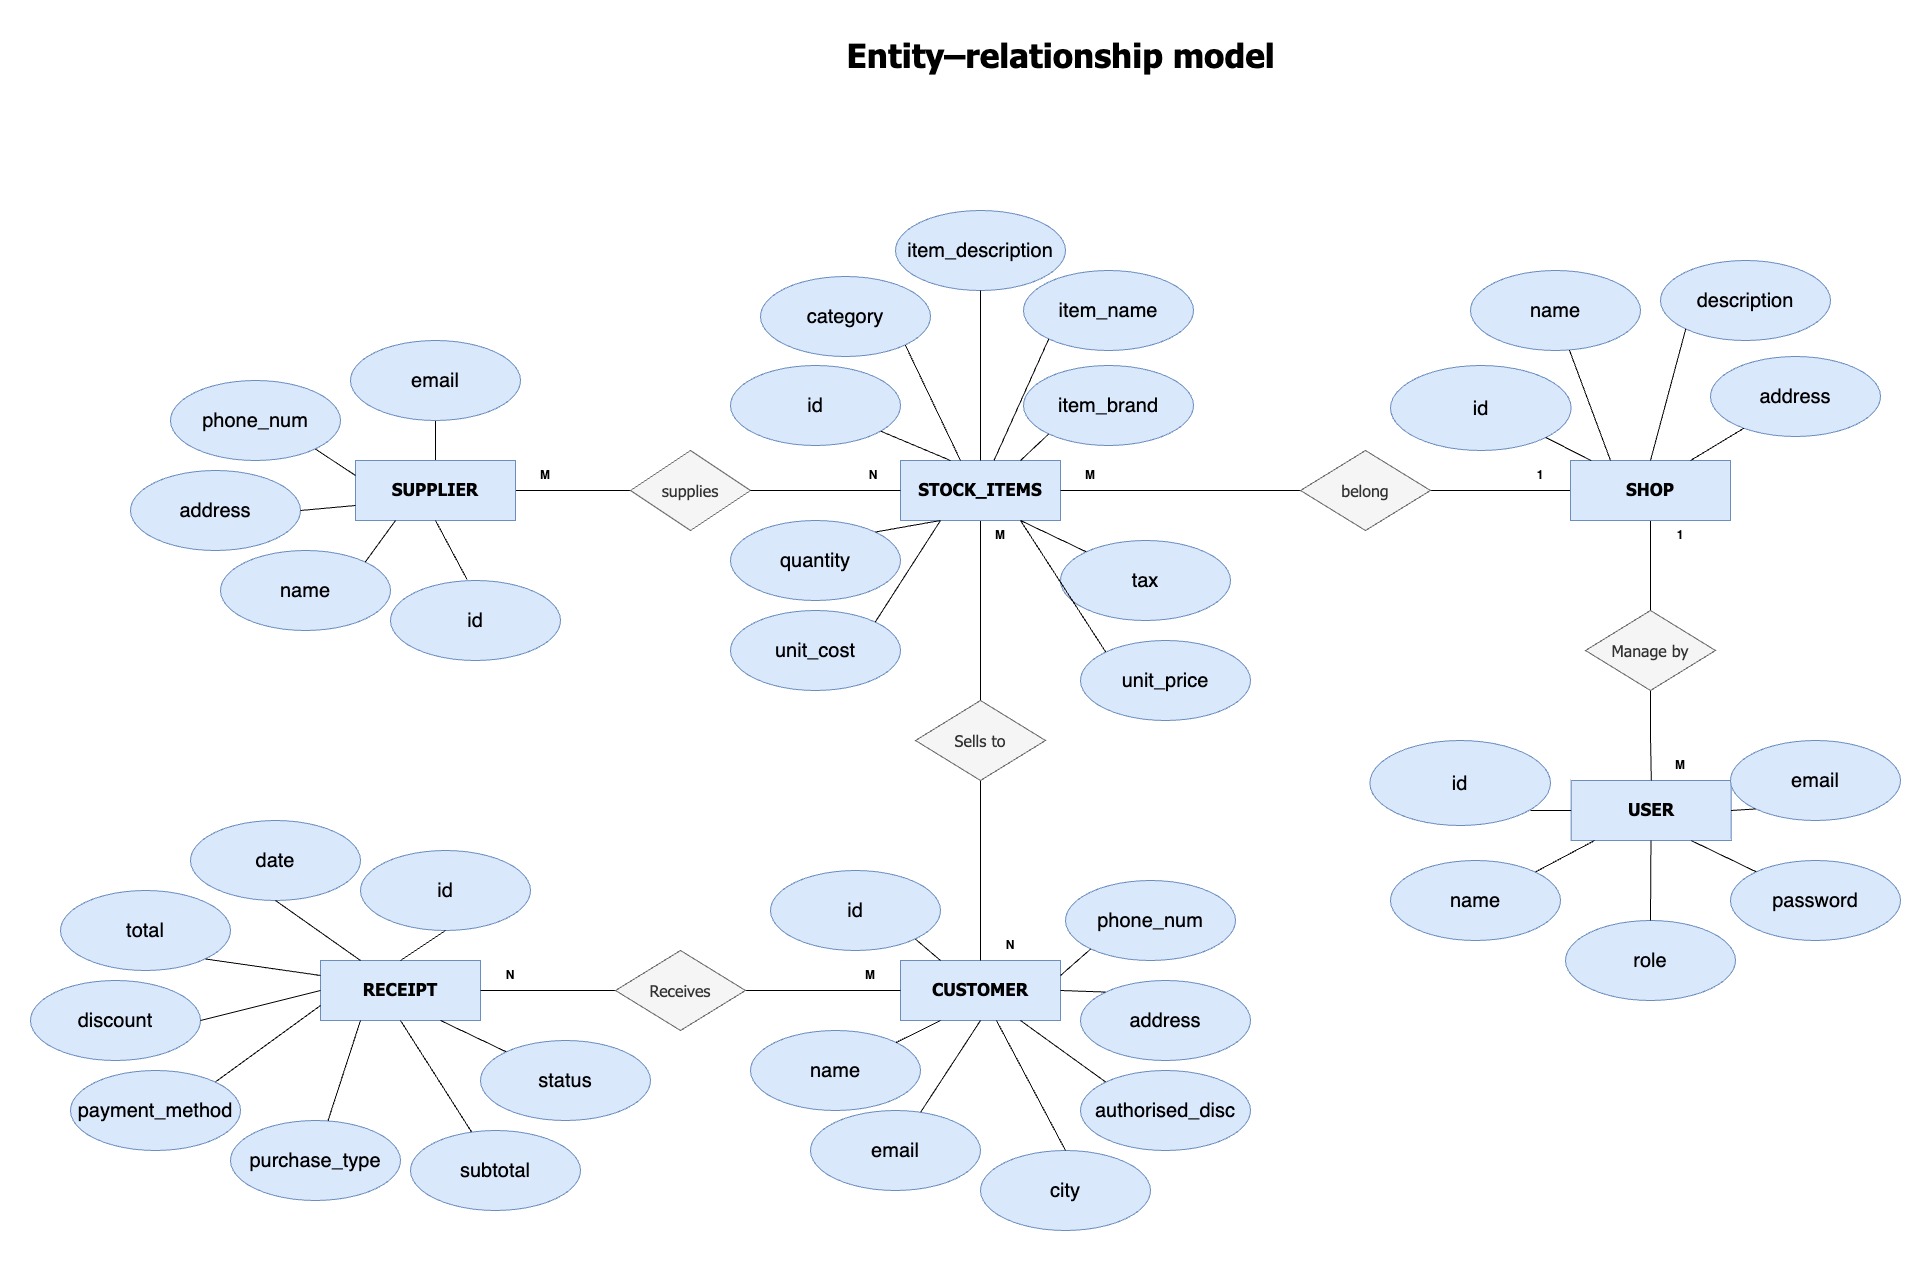 Entity–relationship model
item_description
category
item_name
name
description
id
item_brand
id
address
email
phone_num
address
name
id
SUPPLIER
M
supplies
N
STOCK_ITEMS
M
belong
1
SHOP
M
1
quantity
tax
unit_cost
unit_price
Manage by
Sells to
M
id
USER
email
name
password
role
date
id
total
discount
payment_method
purchase_type
subtotal
status
RECEIPT
N
Receives
M
CUSTOMER
N
id
phone_num
address
name
authorised_disc
email
city